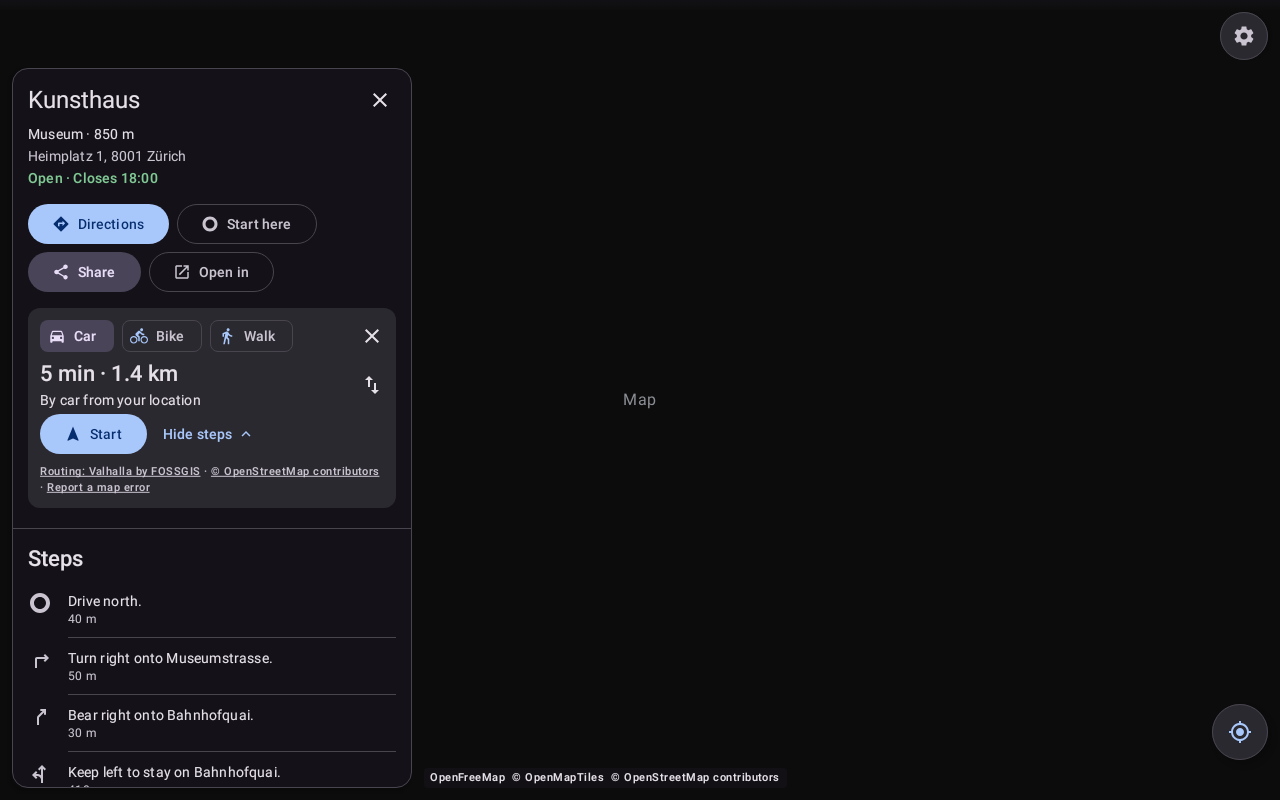 Kunsthaus
Museum · 850 m
Heimplatz 1, 8001 Zürich
Open · Closes 18:00
Directions
Start here
Share
Open in
Car
Bike
Walk
5 min · 1.4 km
By car from your location
Start
Hide steps
Routing: Valhalla by FOSSGIS · © OpenStreetMap contributors
· Report a map error
Steps
Drive north.
40 m
Turn right onto Museumstrasse.
50 m
Bear right onto Bahnhofquai.
30 m
Keep left to stay on Bahnhofquai.
Map
OpenFreeMap © OpenMapTiles © OpenStreetMap contributors